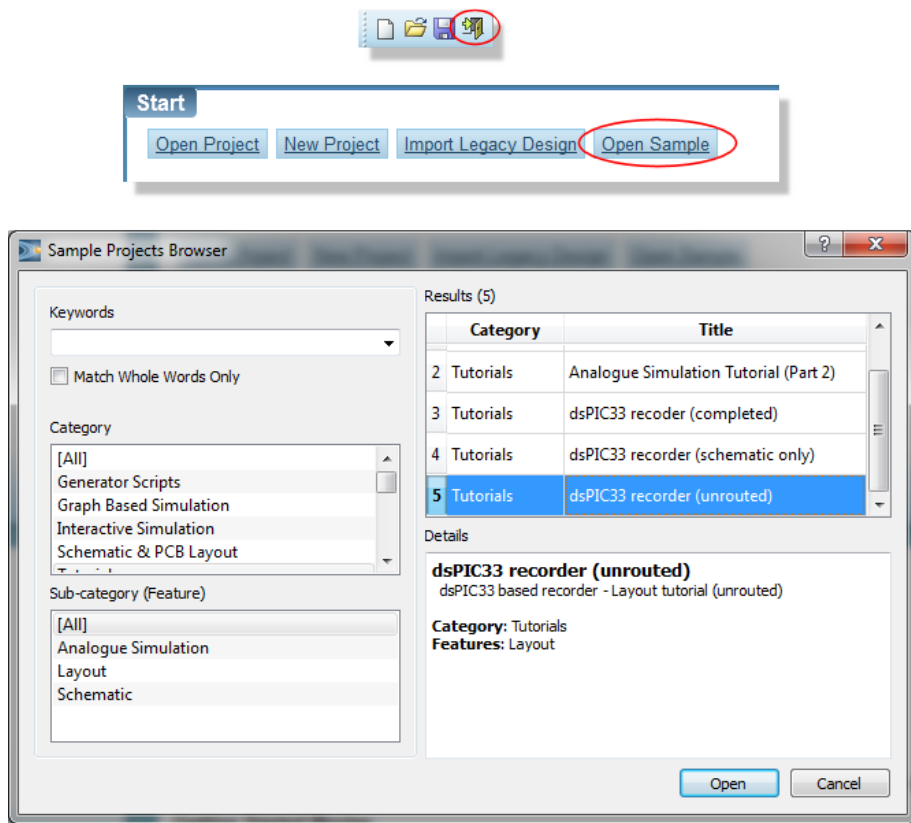 Start
Open Project New Project Import Legacy Design Open Sample
Sample Projects Browser
Keywords
Match Whole Words Only
Category
[All]
Generator Scripts
Graph Based Simulation
Interactive Simulation
Schematic & PCB Layout
Sub-category (Feature)
[All]
Analogue Simulation
Layout
Schematic
Results (5)
Category Title
2 Tutorials Analogue Simulation Tutorial (Part 2)
3 Tutorials dsPIC33 recoder (completed)
4 Tutorials dsPIC33 recorder (schematic only)
5 Tutorials dsPIC33 recorder (unrouted)
Details
dsPIC33 recorder (unrouted)
dsPIC33 based recorder - Layout tutorial (unrouted)
Category: Tutorials
Features: Layout
Open Cancel